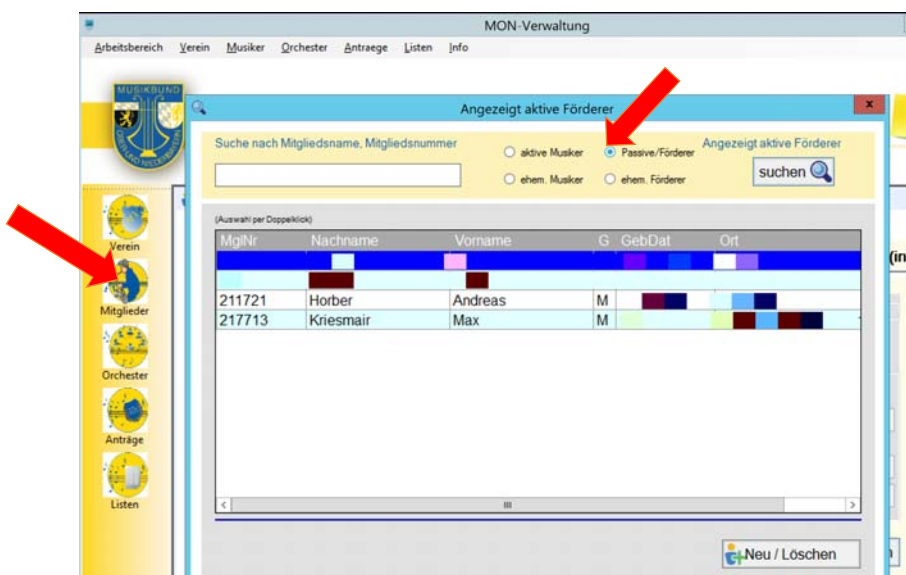 MON-Verwaltung
Arbeitsbereich Verein Musiker Orchester Antraege Listen Info
MUSIKBUND
Angezeigt aktive Förderer
x
Suche nach Mitgliedsname, Mitgliedsnummer
aktive Musiker
Passive/Förderer
Angezeigt aktive Förderer
ehem. Musiker
ehem. Förderer
suchen
(Auswahl per Doppelklick)
MglNr Nachname Vorname G GebDat Ort
211721 Horber Andreas M
217713 Kriesmair Max M
Verein
Mitglieder
Orchester
Anträge
Listen
(in
Neu / Löschen